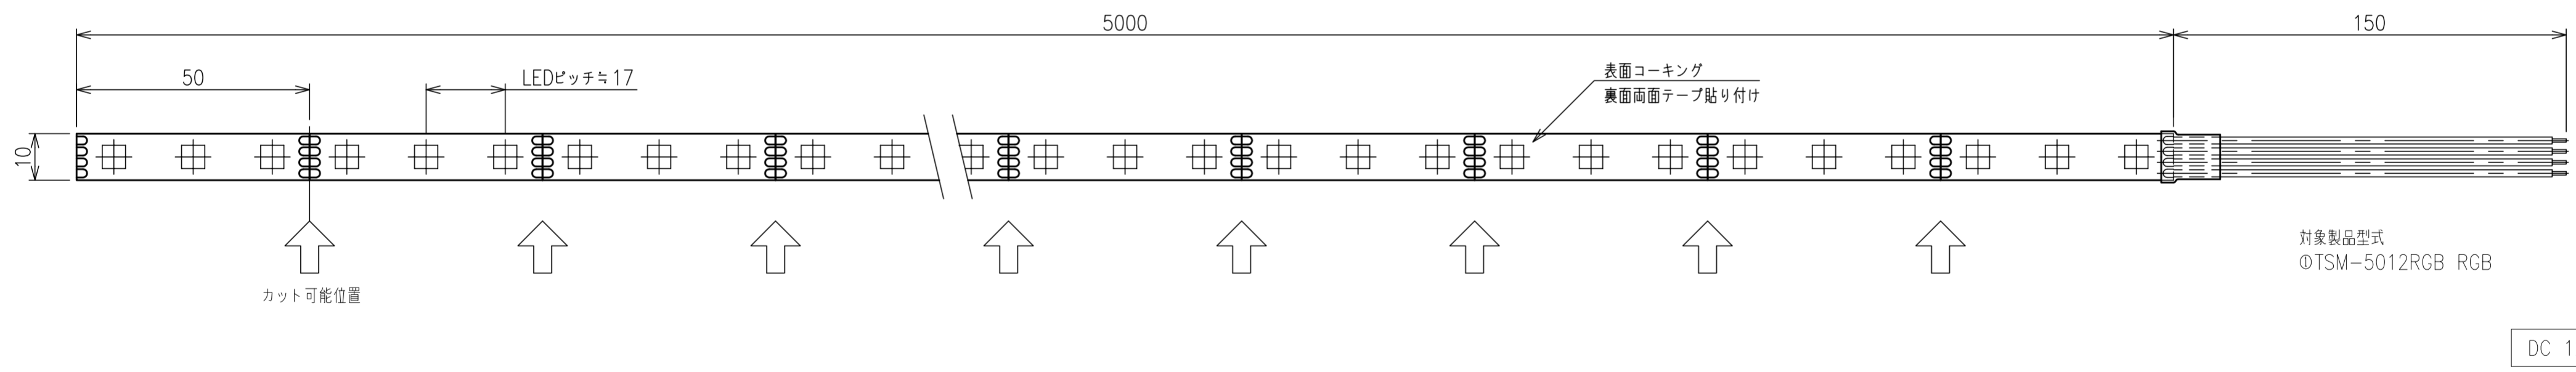 5000
150
50
LEDピッチ≒17
表面コーキング
裏面両面テープ貼り付け
10
カット可能位置
対象製品型式
①TSM-5012RGB RGB
DC 1